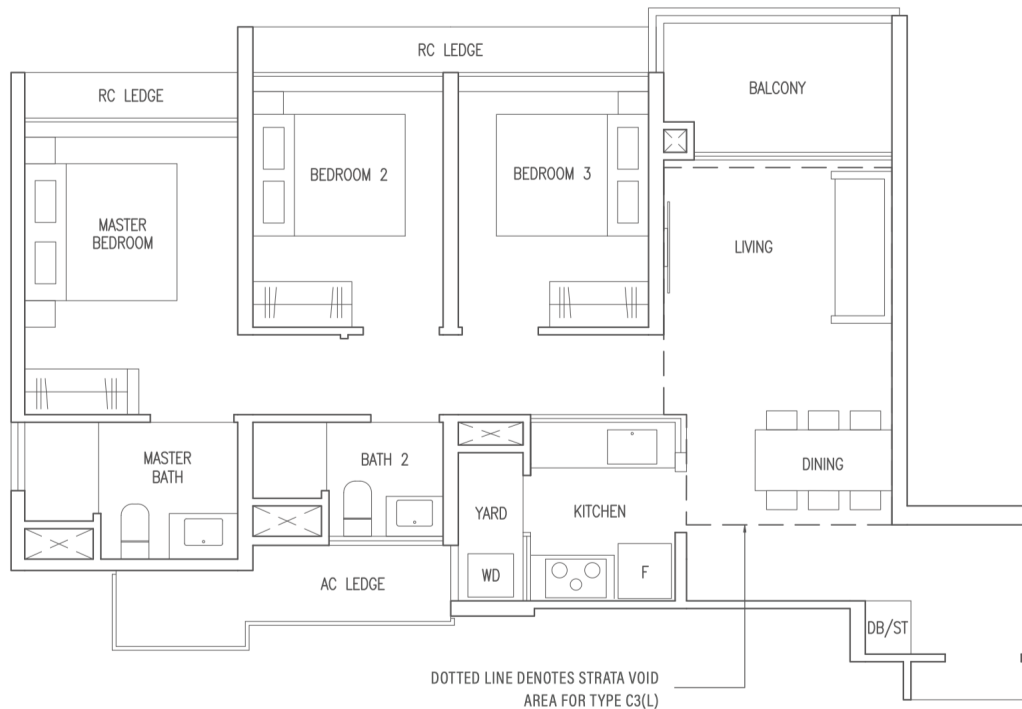 RC LEDGE
RC LEDGE
BALCONY
BEDROOM 2
BEDROOM 3
MASTER
BEDROOM
LIVING
MASTER
BATH
BATH 2
DINING
YARD
KITCHEN
WD
F
AC LEDGE
DB/ST
DOTTED LINE DENOTES STRATA VOID
AREA FOR TYPE C3(L)